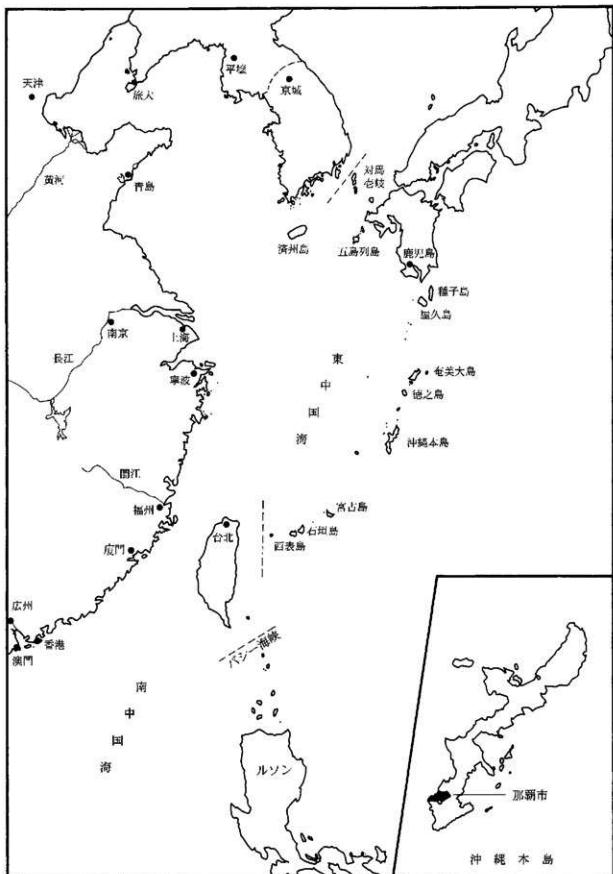 平壌
天津
旅大
京城
黄河
青島
対馬
壱岐
済州島
五島列島
鹿児島
種子島
屋久島
南京
上海
長江
寧波
東中国海
奄美大島
徳之島
沖縄本島
閩江
福州
宮古島
石垣島
西表島
台北
厦門
広州
香港
澳門
バシー海峡
南中国海
ルソン
那覇市
沖縄本島